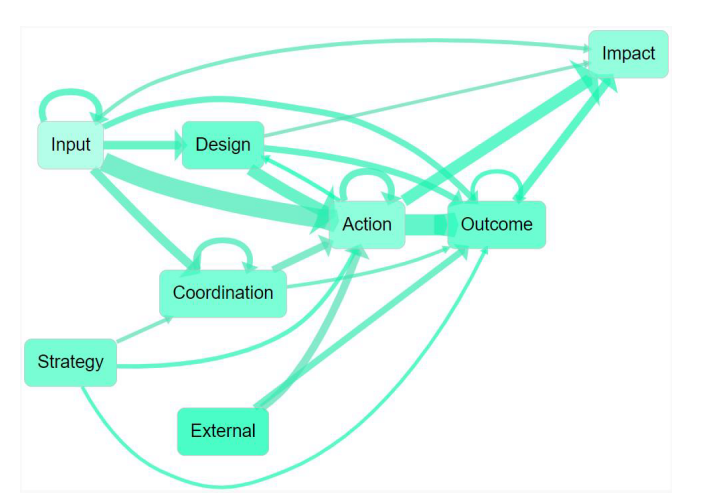 Impact
Input
Design
Action
Outcome
Coordination
Strategy
External